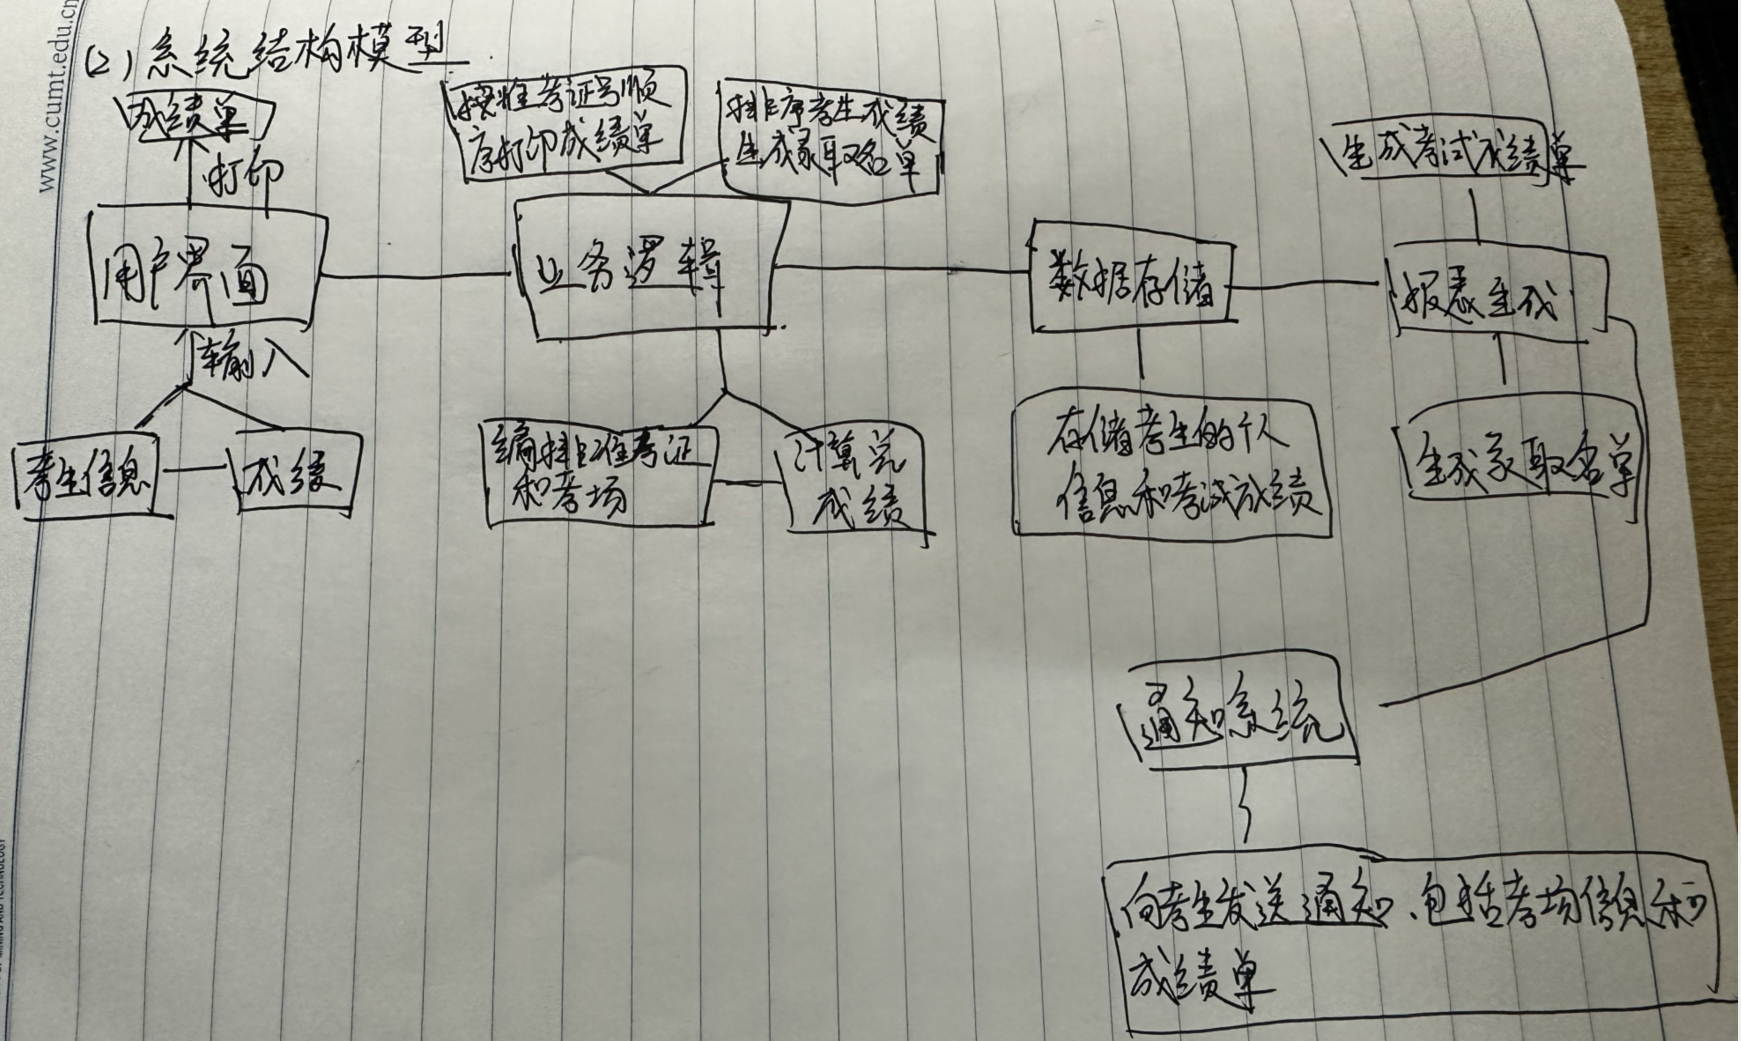 www.cumt.edu.cn
(2) 系统结构模型
成绩单
打印
用户界面
输入
考生信息
成绩
按准考证号顺
序打印成绩单
排序考生成绩
生成录取名单
业务逻辑
编排准考证
和考场
计算总
成绩
数据存储
存储考生的个人
信息和考试成绩
生成考试成绩单
报表生成
生成录取名单
通知系统
向考生发送通知、包括考场信息和
成绩单